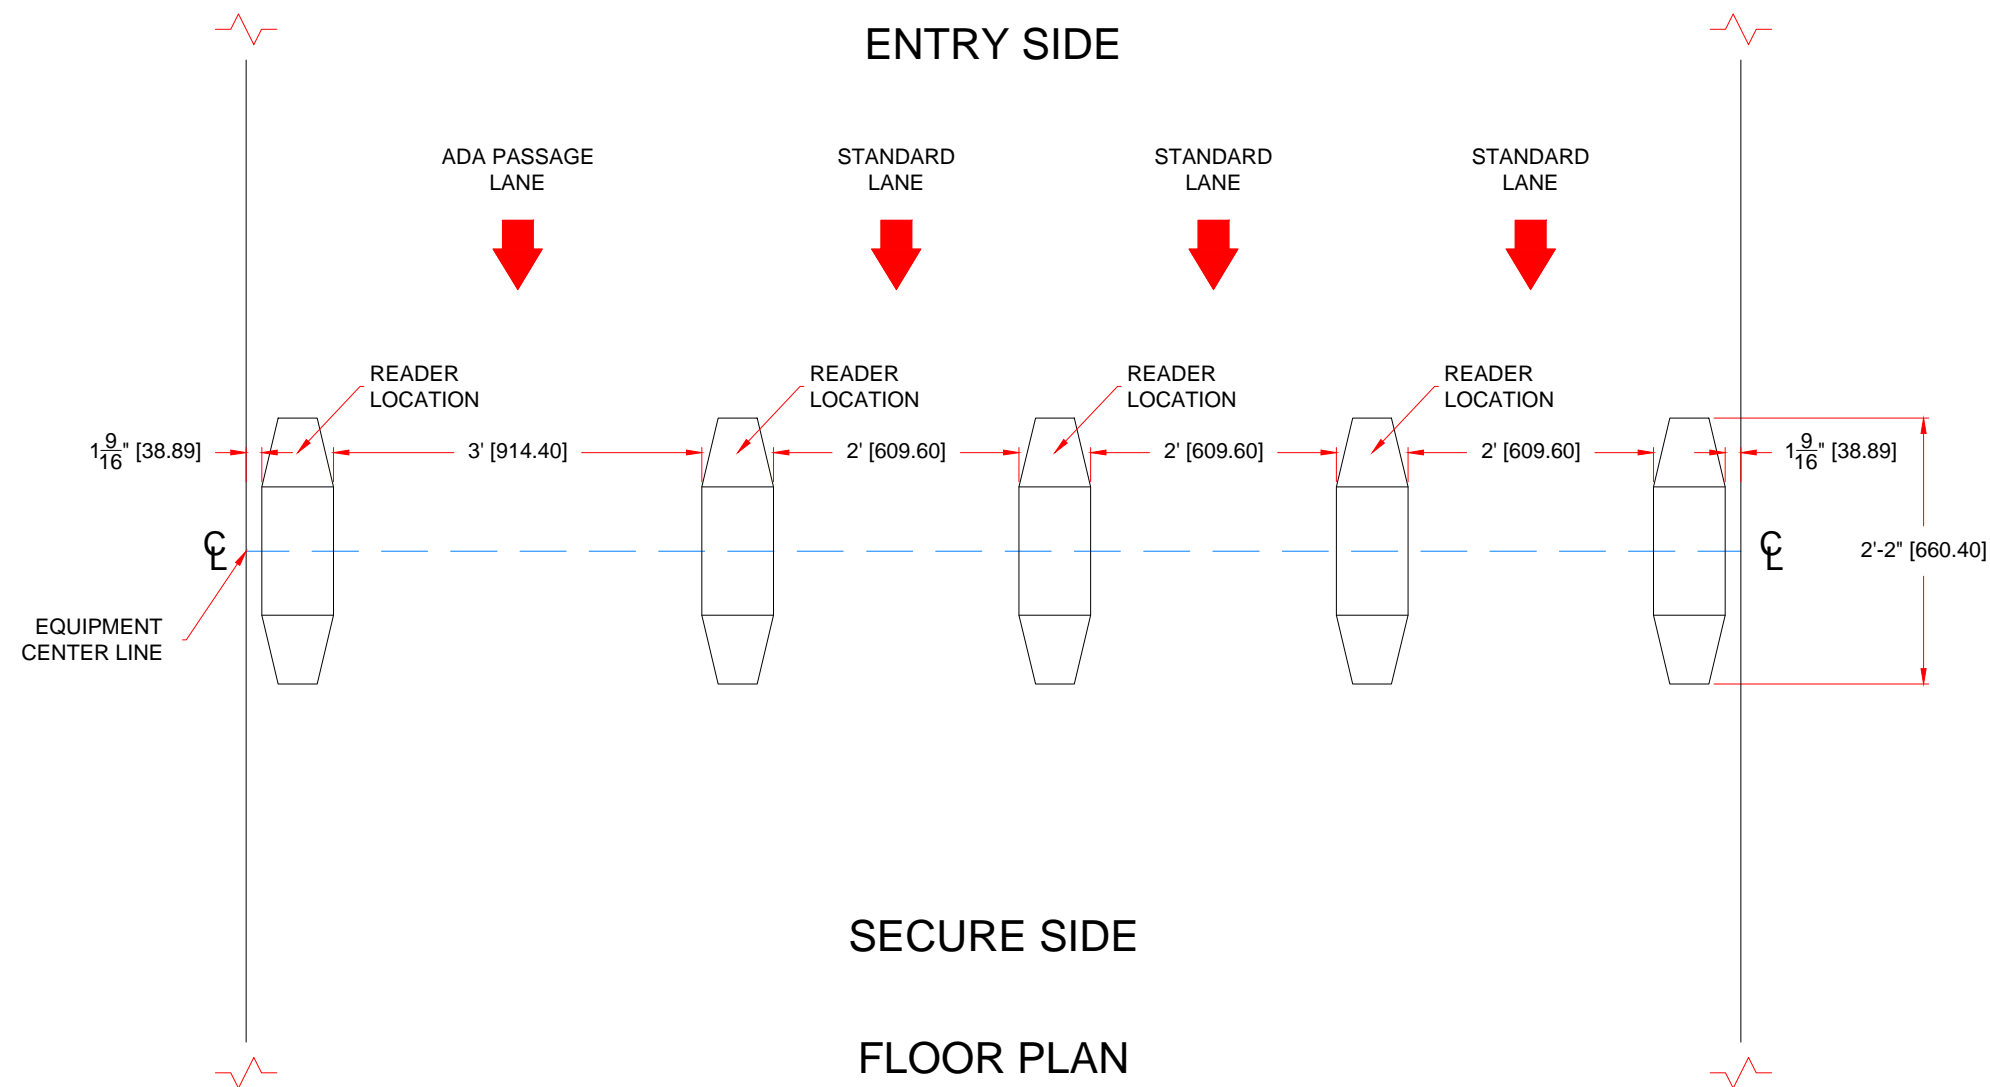 ENTRY SIDE
ADA PASSAGE
LANE
STANDARD
LANE
STANDARD
LANE
STANDARD
LANE
READER
LOCATION
READER
LOCATION
READER
LOCATION
READER
LOCATION
1 9/16" [38.89]
3' [914.40]
2' [609.60]
2' [609.60]
2' [609.60]
1 9/16" [38.89]
℄
℄
2'-2" [660.40]
EQUIPMENT
CENTER LINE
SECURE SIDE
FLOOR PLAN